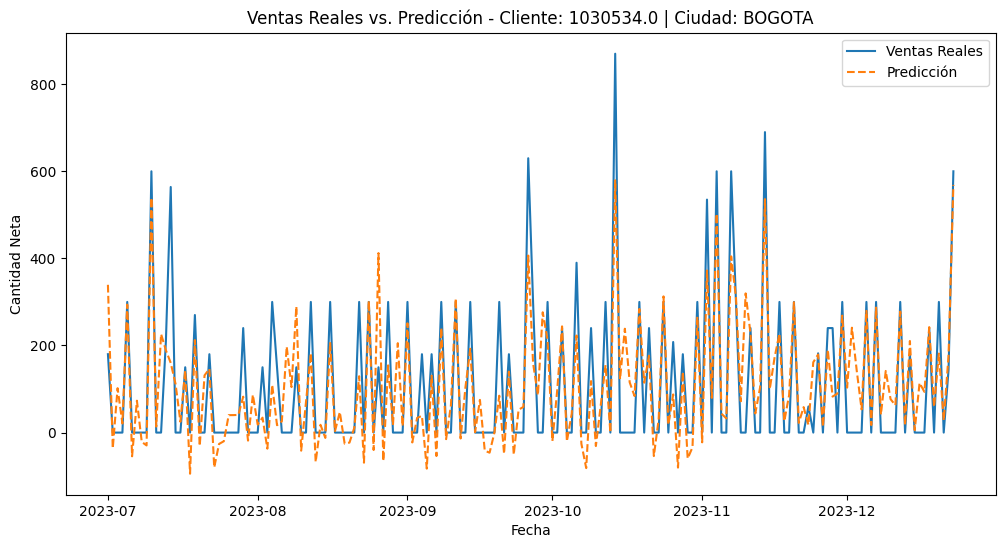 Ventas Reales vs. Predicción - Cliente: 1030534.0 | Ciudad: BOGOTA
Ventas Reales
Predicción
800
600
400
200
0
Cantidad Neta
2023-07 2023-08 2023-09 2023-10 2023-11 2023-12
Fecha